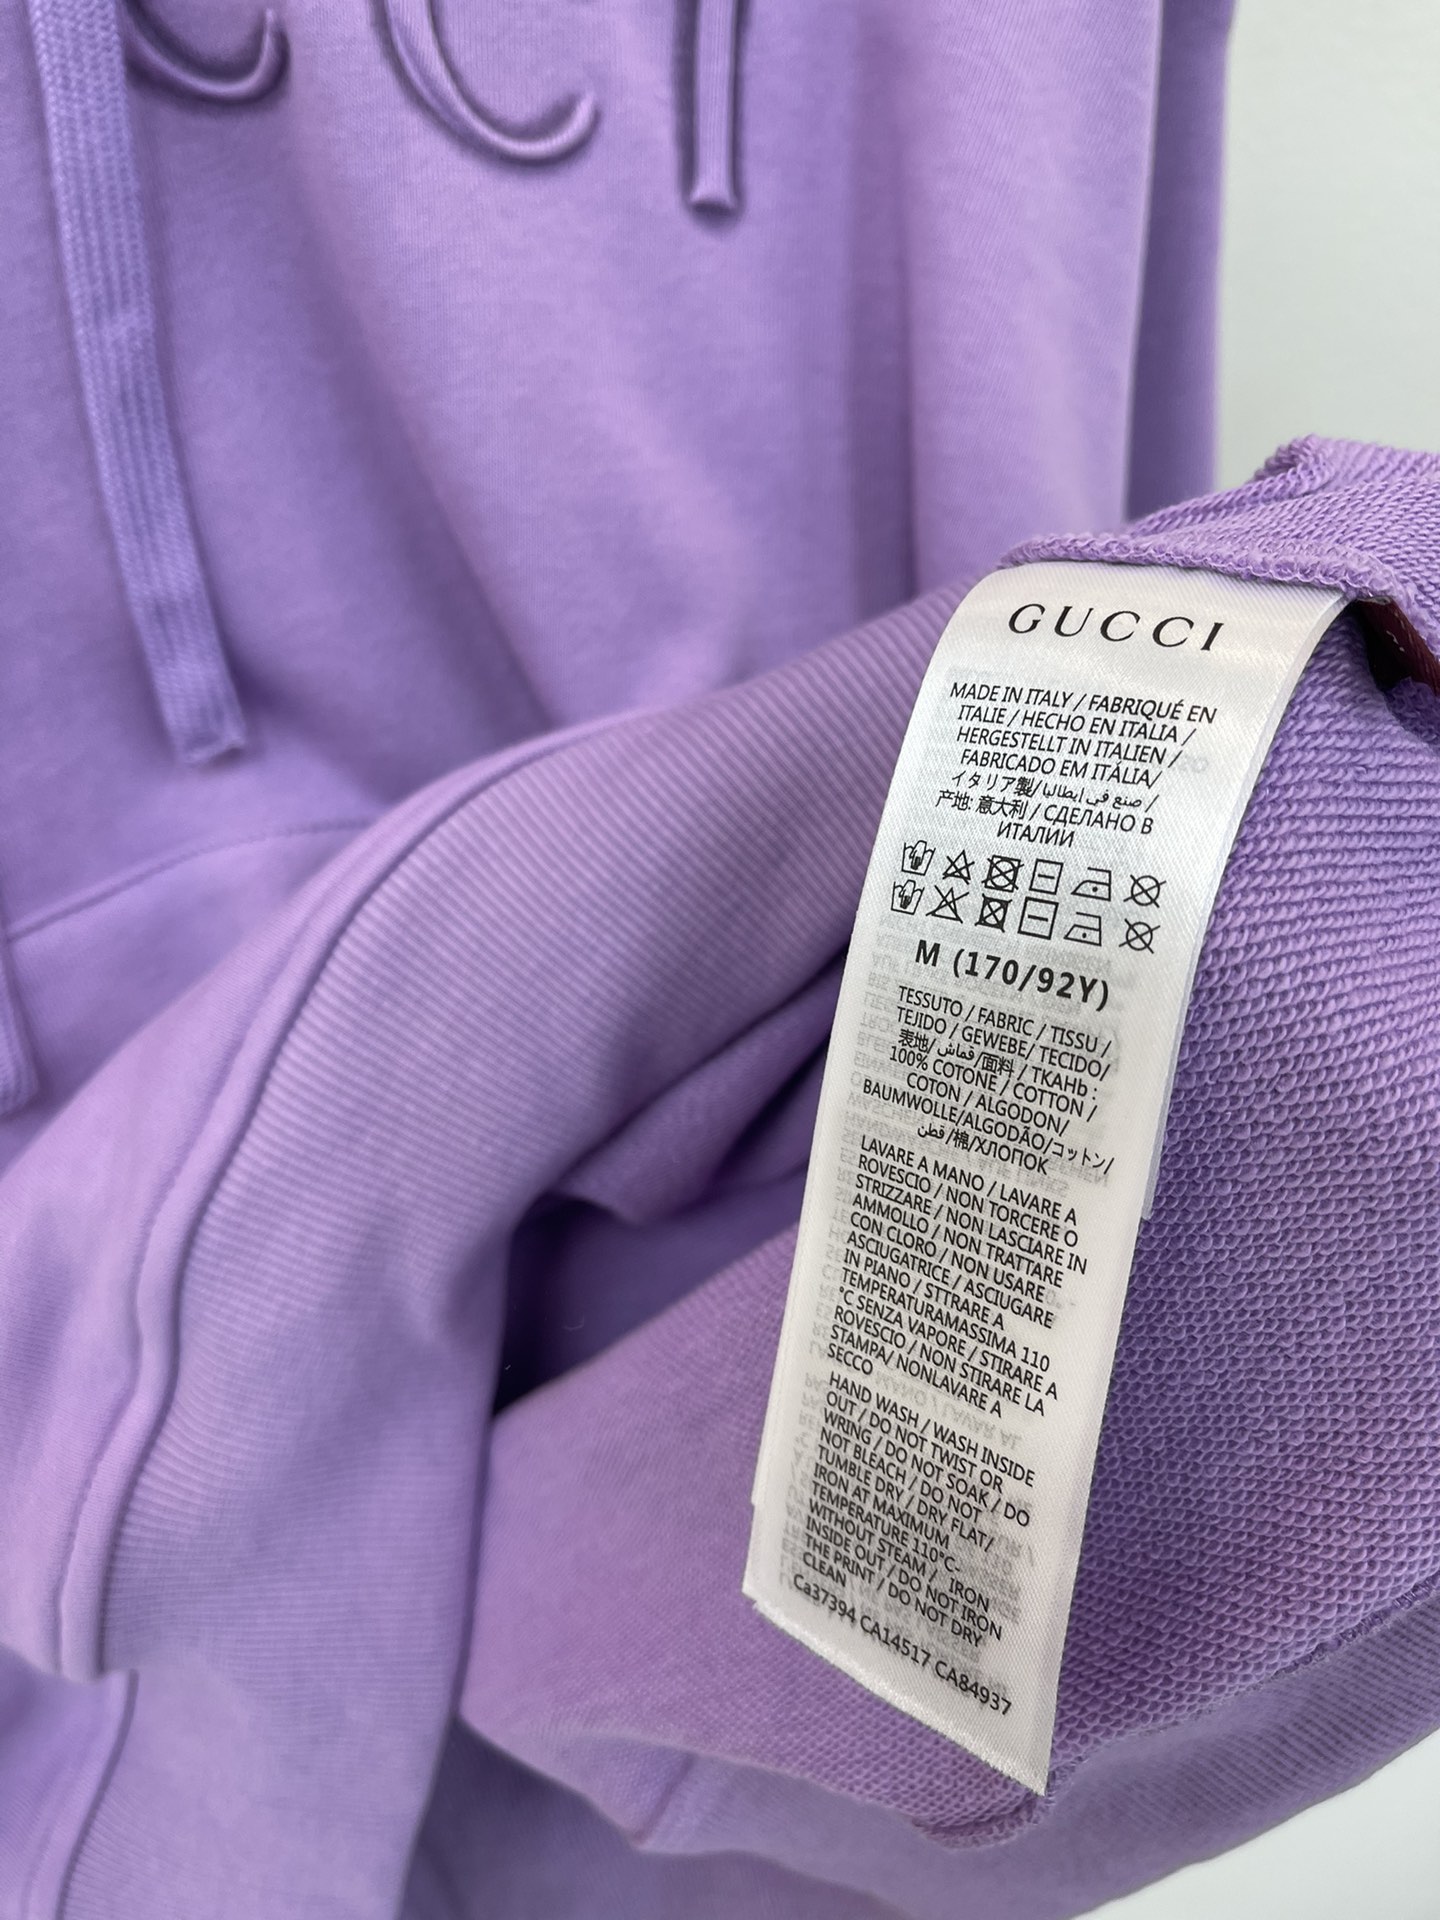 CCI
GUCCI
MADE IN ITALY / FABRIQUÉ EN
ITALIE / HECHO EN ITALIA /
HERGESTELLT IN ITALIEN /
FABRICADO EM ITÁLIA/
イタリア製/ صنع في ايطاليا /
产地: 意大利 / СДЕЛАНО В
ИТАЛИИ
M (170/92Y)
TESSUTO / FABRIC / TISSU /
TEJIDO / GEWEBE/ TECIDO/
表地/ قماش /面料 / TKAHb :
100% COTONE / COTTON /
COTON / ALGODON/
BAUMWOLLE/ALGODÃO/コットン/
قطن /棉/ХЛОПОК
LAVARE A MANO / LAVARE A
ROVESCIO / NON TORCERE O
STRIZZARE / NON LASCIARE IN
AMMOLLO / NON TRATTARE
CON CLORO / NON USARE
ASCIUGATRICE / ASCIUGARE
IN PIANO / STTIRARE A
TEMPERATURAMASSIMA 110
°C SENZA VAPORE / STIRARE A
ROVESCIO / NON STIRARE LA
STAMPA/ NONLAVARE A
SECCO
HAND WASH / WASH INSIDE
OUT / DO NOT TWIST OR
WRING / DO NOT SOAK / DO
NOT BLEACH / DO NOT
TUMBLE DRY / DRY FLAT/
IRON AT MAXIMUM
TEMPERATURE 110°C-
WITHOUT STEAM / IRON
INSIDE OUT / DO NOT IRON
THE PRINT / DO NOT DRY
CLEAN
Ca37394 CA14517 CA84937